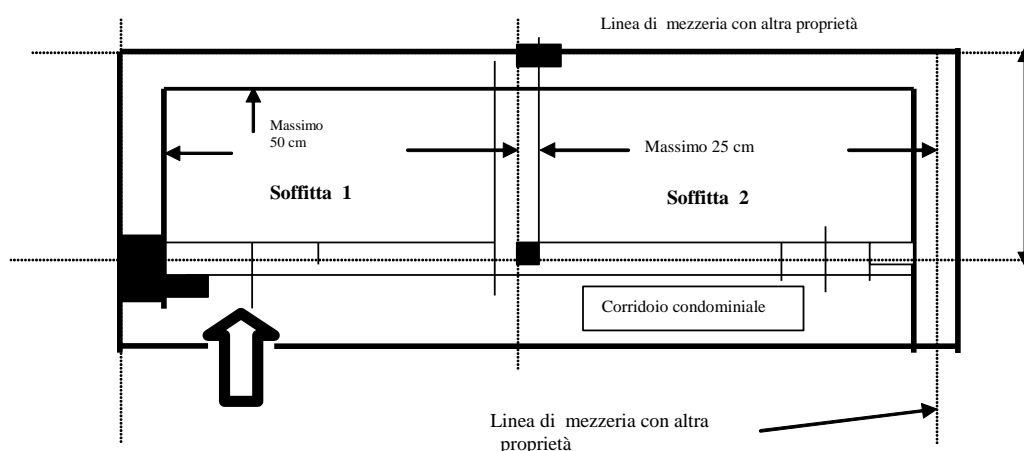 Linea di mezzeria con altra proprietà
Massimo
50 cm
Massimo 25 cm
Soffitta 1
Soffitta 2
Corridoio condominiale
Linea di mezzeria con altra
proprietà